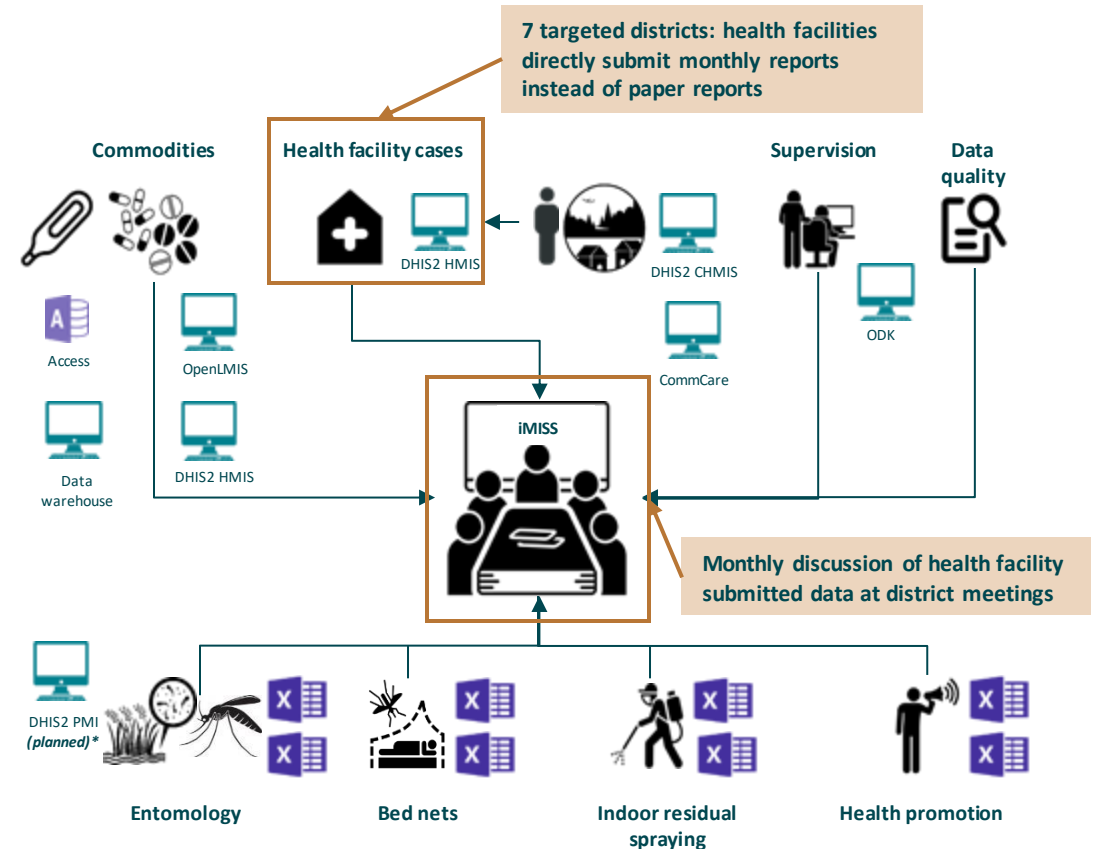 7 targeted districts: health facilities
directly submit monthly reports
instead of paper reports
Commodities
Health facility cases
Supervision
Data
quality
DHIS2 HMIS
DHIS2 CHMIS
ODK
A
Access
OpenLMIS
CommCare
Data
warehouse
DHIS2 HMIS
iMISS
Monthly discussion of health facility
submitted data at district meetings
DHIS2 PMI
(planned)*
X
X
X
X
X
X
X
X
Entomology
Bed nets
Indoor residual
spraying
Health promotion